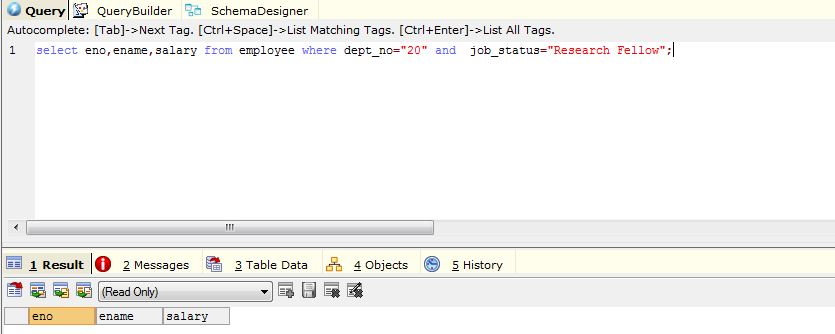 Query QueryBuilder SchemaDesigner
Autocomplete: [Tab]->Next Tag. [Ctrl+Space]->List Matching Tags. [Ctrl+Enter]->List All Tags.
1 select eno,ename,salary from employee where dept_no="20" and  job_status="Research Fellow";
1 Result 2 Messages 3 Table Data 4 Objects 5 History
(Read Only)
eno ename salary